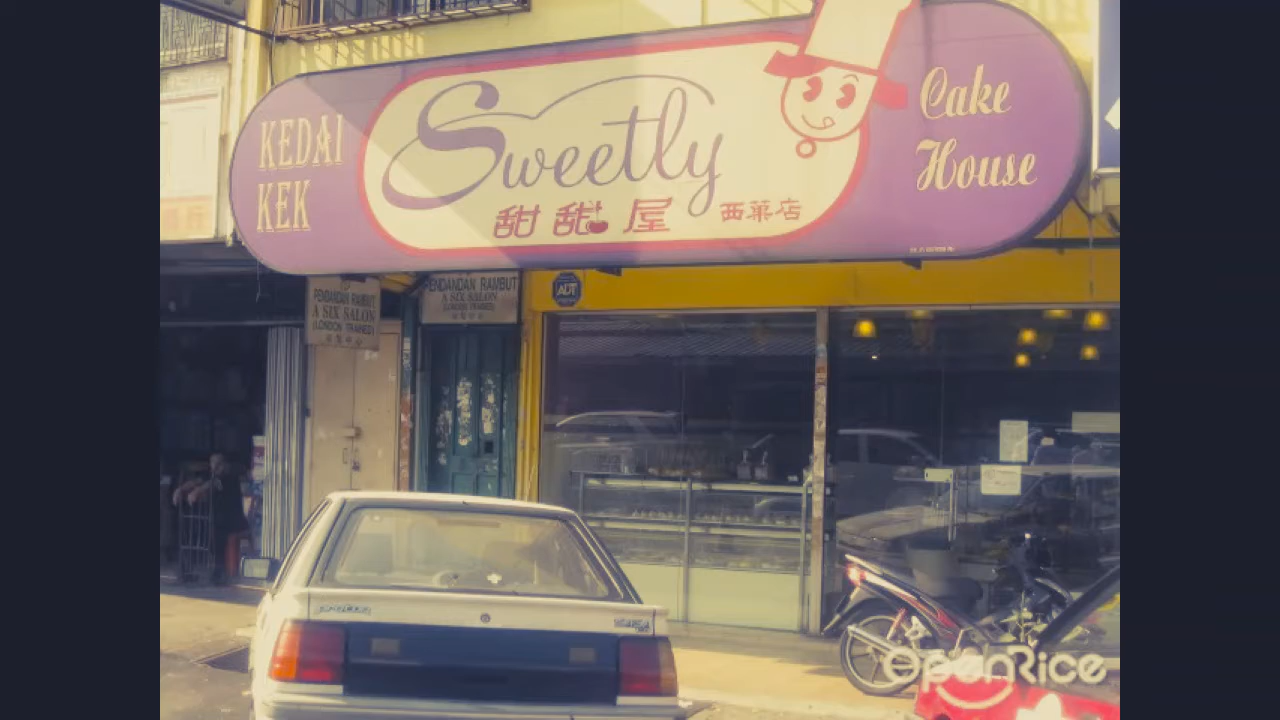 KEDAI
KEK
Sweetly
甜甜屋 西菓店
Cake
House
PENDANDAN RAMBUT
A SIX SALON
(LONDON TRAINED)
PENDANDAN RAMBUT
A SIX SALON
(LONDON TRAINED)
ADT
OpenRice